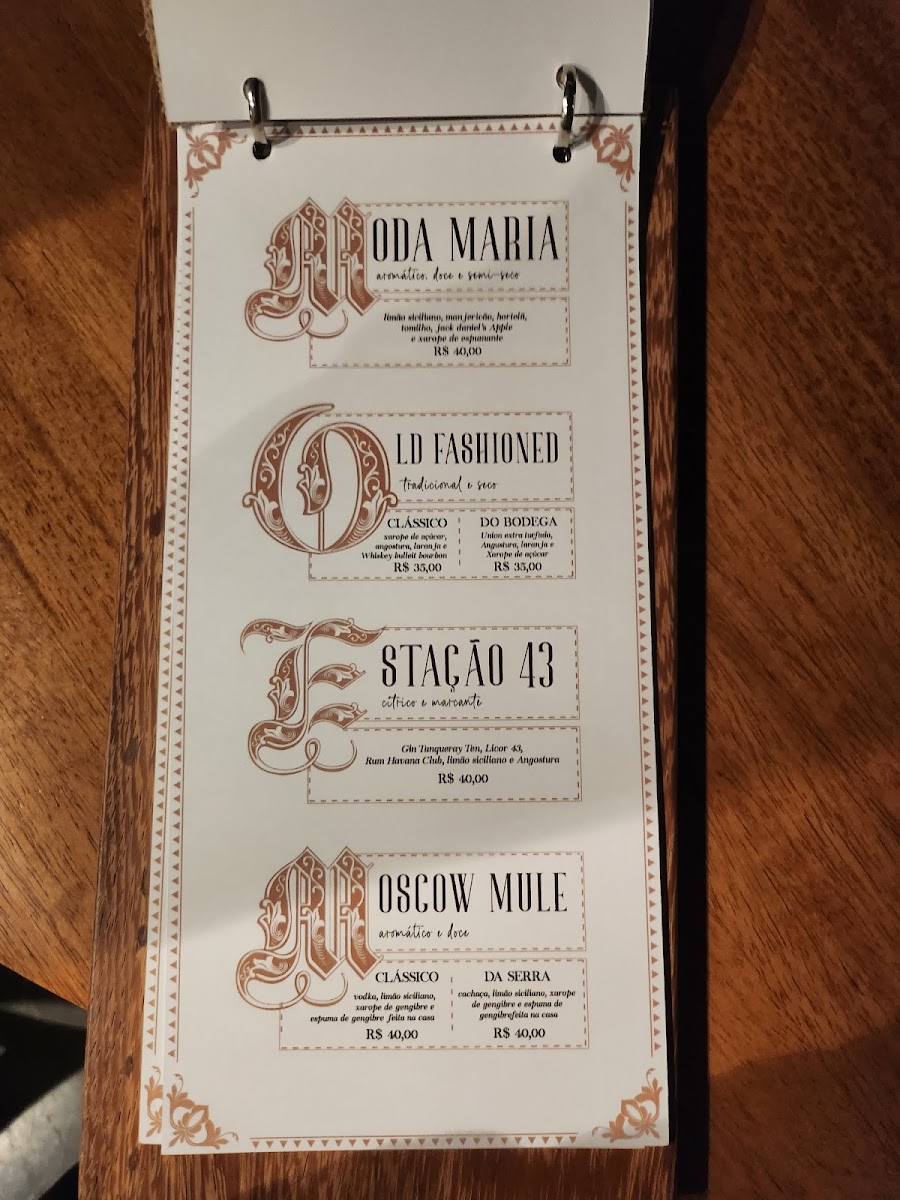 MODA MARIA
aromático, doce e semi-seco
limão siciliano, manjericão, hortelã,
tomilho, jack daniel's Apple
e xarope de espumante
R$ 40,00
OLD FASHIONED
tradicional e seco
CLÁSSICO
xarope de açúcar,
angostura, laranja e
Whiskey bulleit bourbon
R$ 35,00
DO BODEGA
Union extra turfado,
Angostura, laranja e
Xarope de açúcar
R$ 35,00
ESTAÇÃO 43
cítrico e marcante
Gin Tanqueray Ten, Licor 43,
Rum Havana Club, limão siciliano e Angostura
R$ 40,00
MOSCOW MULE
aromático e doce
CLÁSSICO
vodka, limão siciliano,
xarope de gengibre e
espuma de gengibre feita na casa
R$ 40,00
DA SERRA
cachaça, limão siciliano, xarope
de gengibre e espuma de
gengibrefeita na casa
R$ 40,00